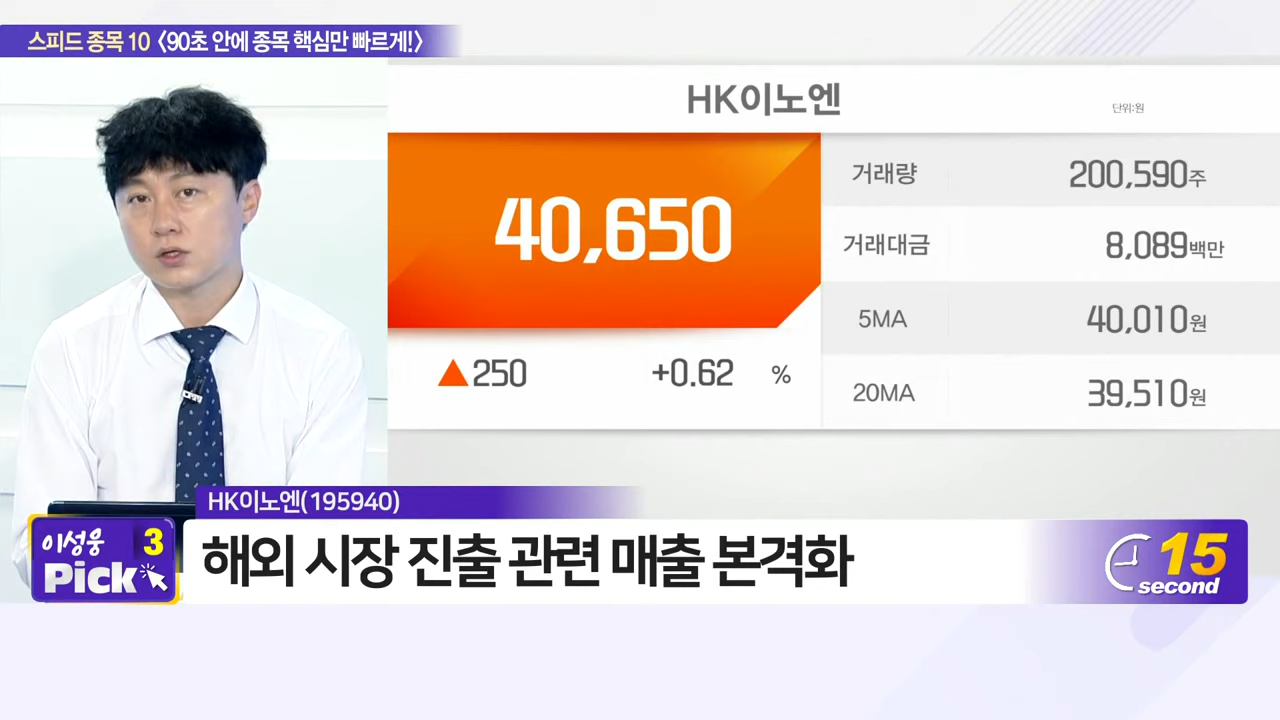 스피드 종목 10 〈90초 안에 종목 핵심만 빠르게!〉
HK이노엔
단위:원
40,650
▲250 +0.62 %
거래량 200,590주
거래대금 8,089백만
5MA 40,010원
20MA 39,510원
HK이노엔(195940)
이성웅 3
Pick
해외 시장 진출 관련 매출 본격화
15
second